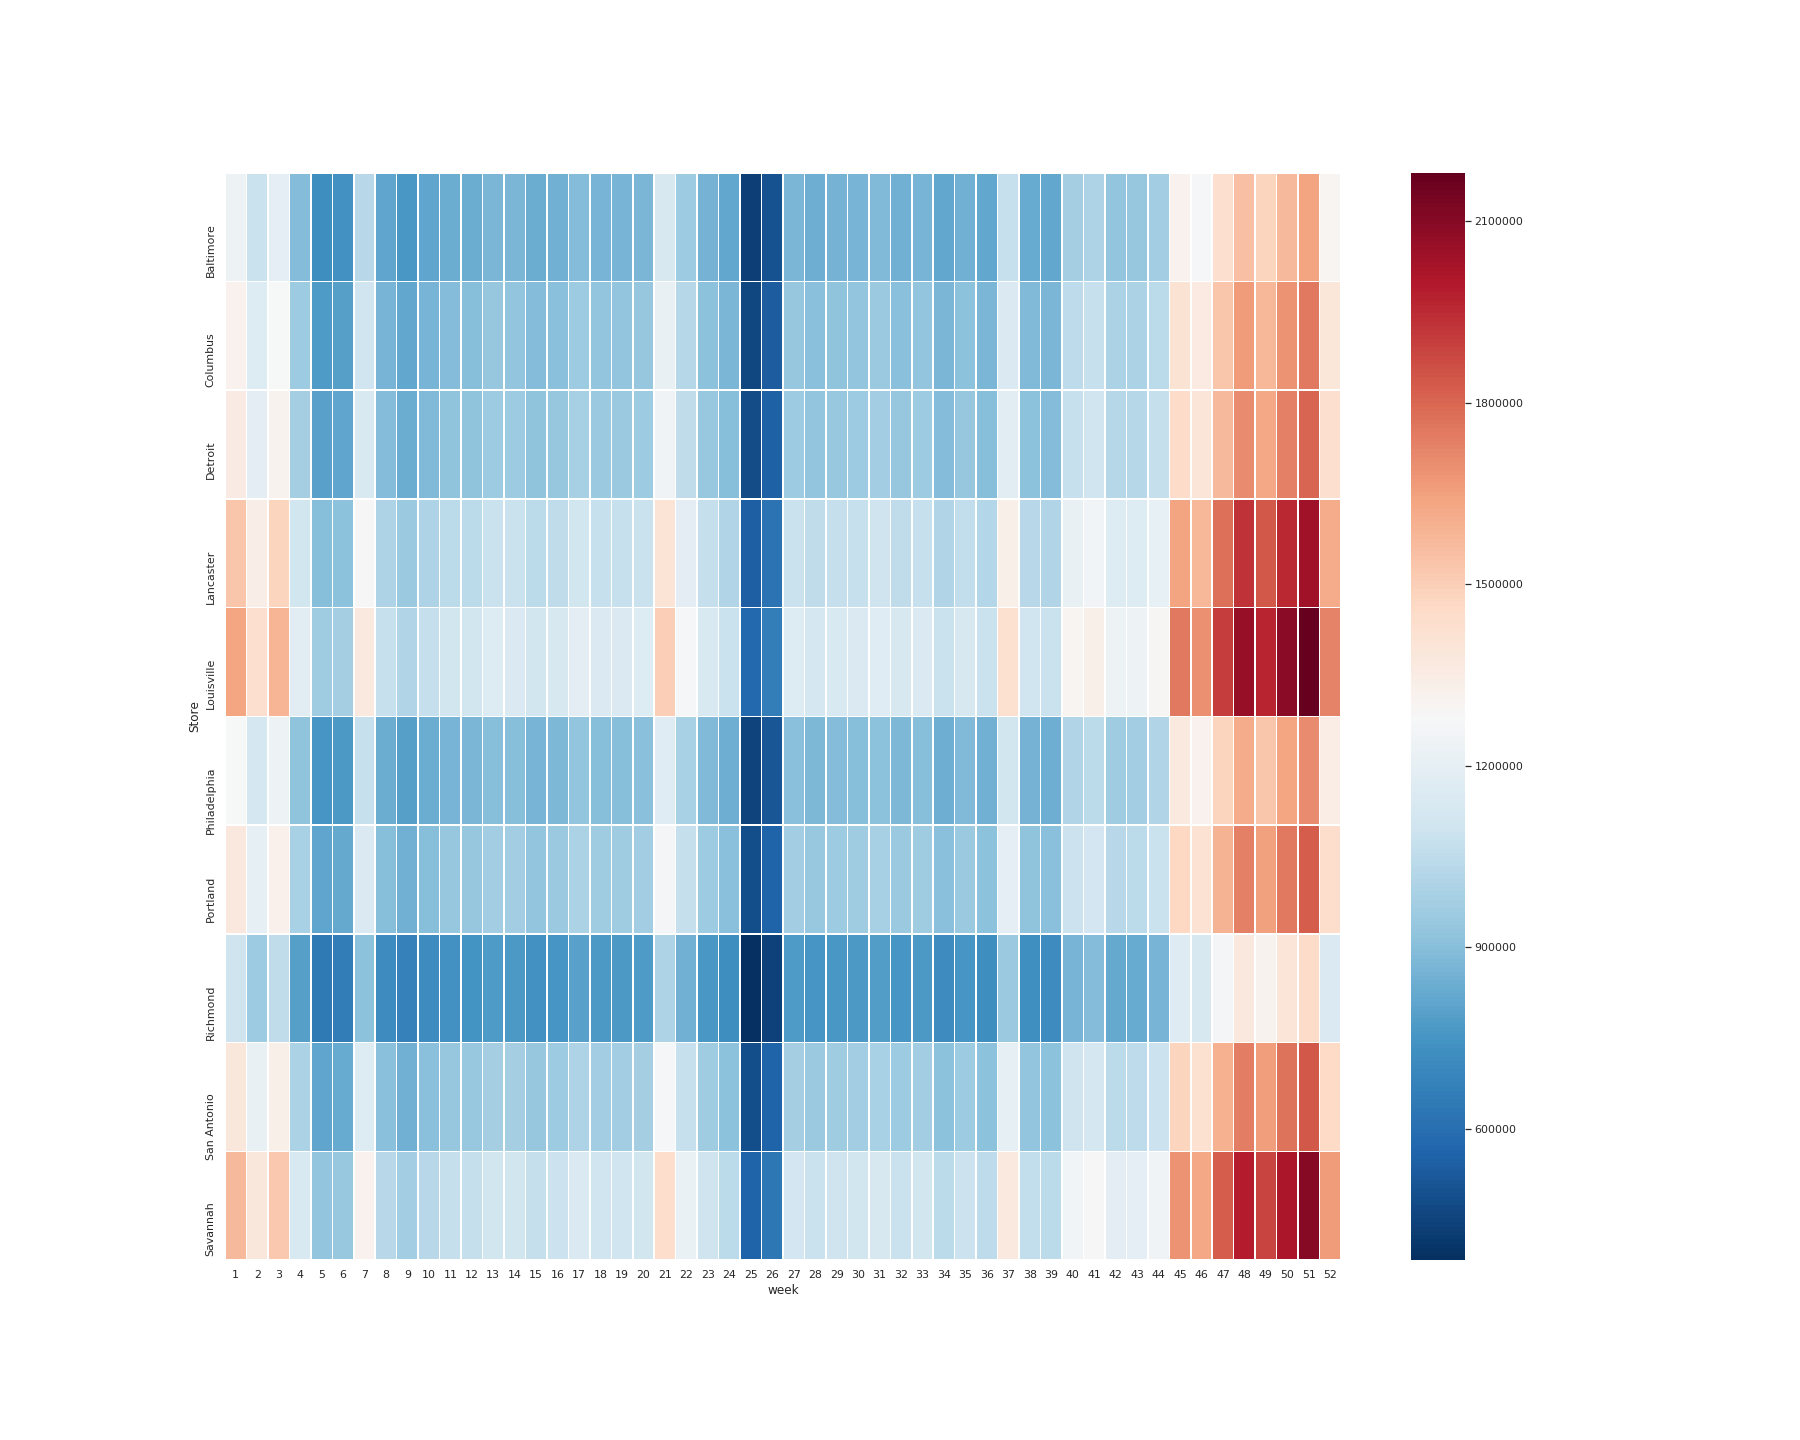 Store
Baltimore
Columbus
Detroit
Lancaster
Louisville
Philadelphia
Portland
Richmond
San Antonio
Savannah
1 2 3 4 5 6 7 8 9 10 11 12 13 14 15 16 17 18 19 20 21 22 23 24 25 26 27 28 29 30 31 32 33 34 35 36 37 38 39 40 41 42 43 44 45 46 47 48 49 50 51 52
week
2100000
1800000
1500000
1200000
900000
600000